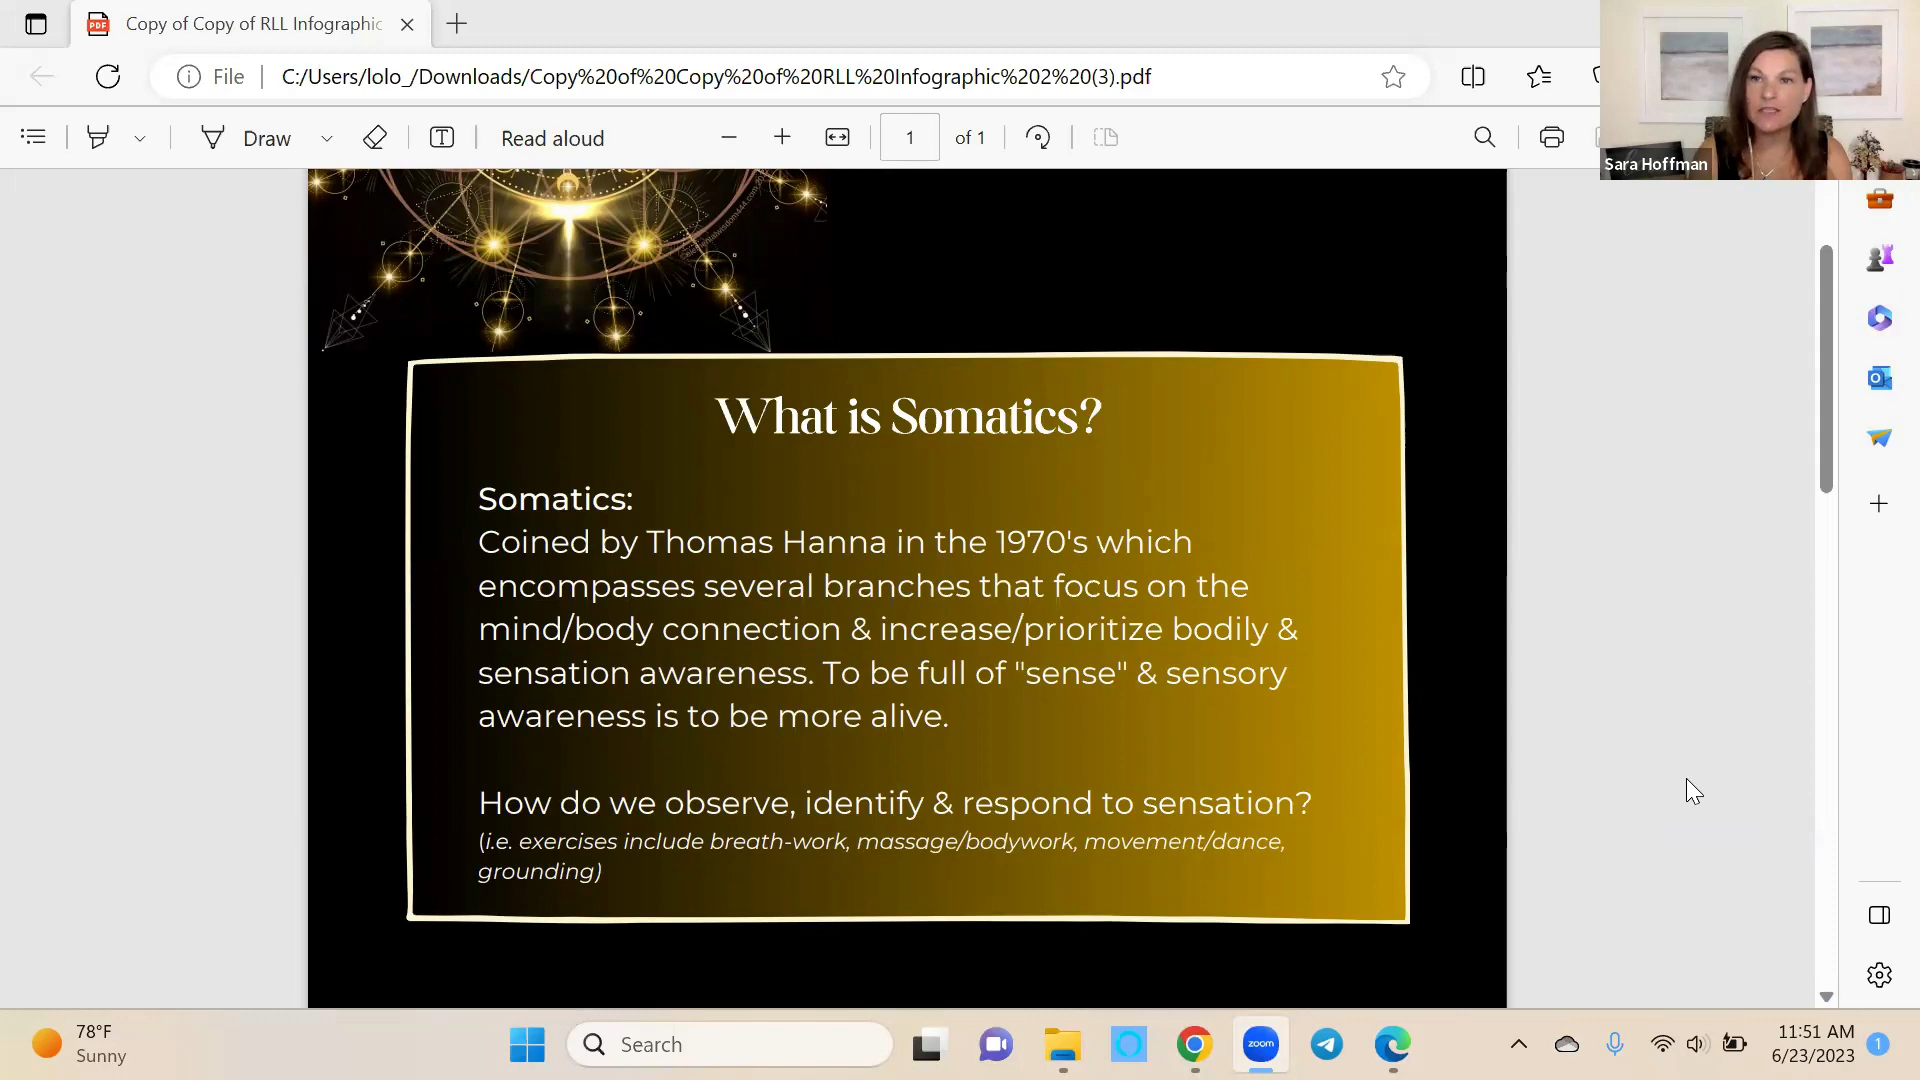 Copy of Copy of RLL Infographic
File
C:/Users/lolo_/Downloads/Copy%20of%20Copy%20of%20RLL%20Infographic%202%20(3).pdf
Draw
Read aloud
1
of 1
Sara Hoffman
What is Somatics?
Somatics:
Coined by Thomas Hanna in the 1970's which
encompasses several branches that focus on the
mind/body connection & increase/prioritize bodily &
sensation awareness. To be full of "sense" & sensory
awareness is to be more alive.
How do we observe, identify & respond to sensation?
(i.e. exercises include breath-work, massage/bodywork, movement/dance,
grounding)
78°F
Sunny
Search
zoom
11:51 AM
6/23/2023
1